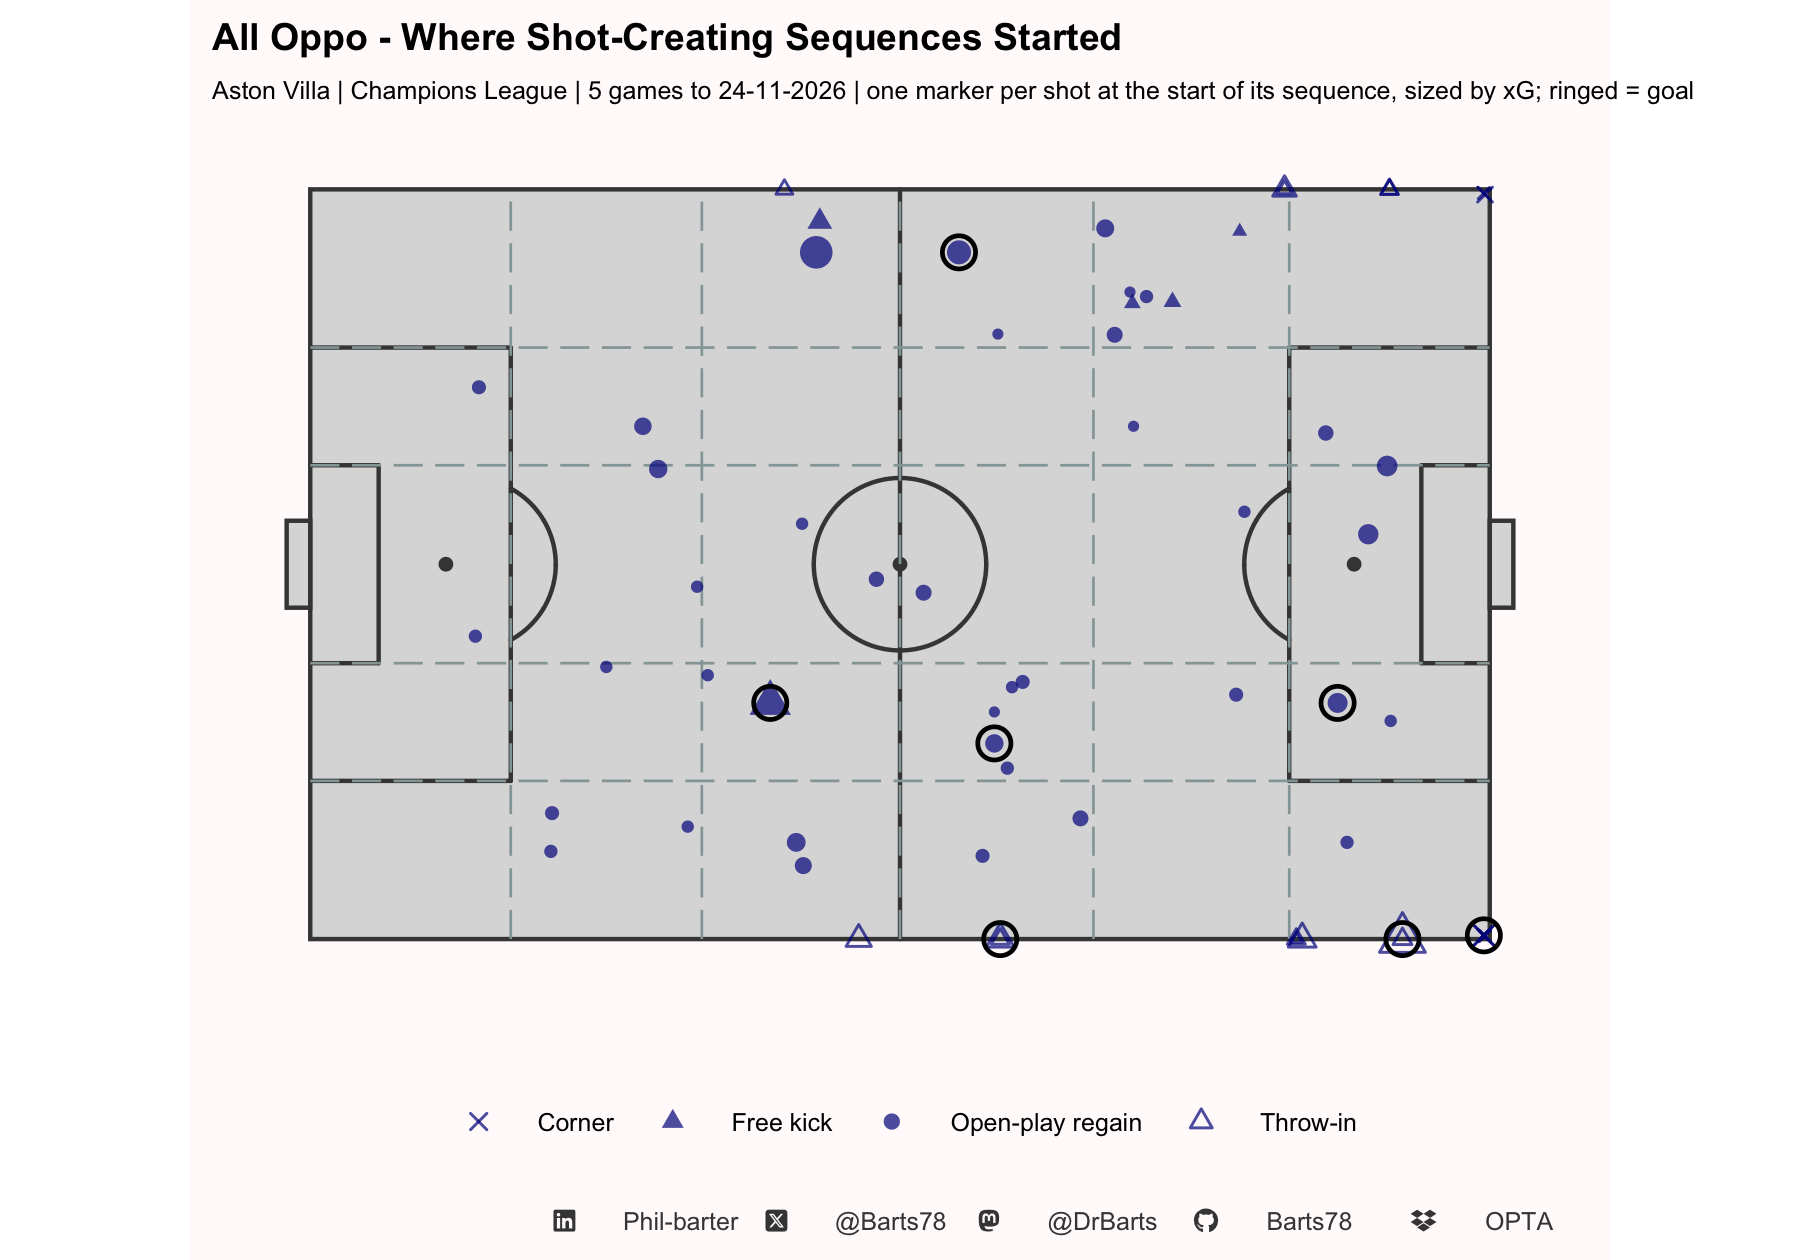 All Oppo - Where Shot-Creating Sequences Started
Aston Villa | Champions League | 5 games to 24-11-2026 | one marker per shot at the start of its sequence, sized by xG; ringed = goal
Corner Free kick Open-play regain Throw-in
Phil-barter @Barts78 @DrBarts Barts78 OPTA